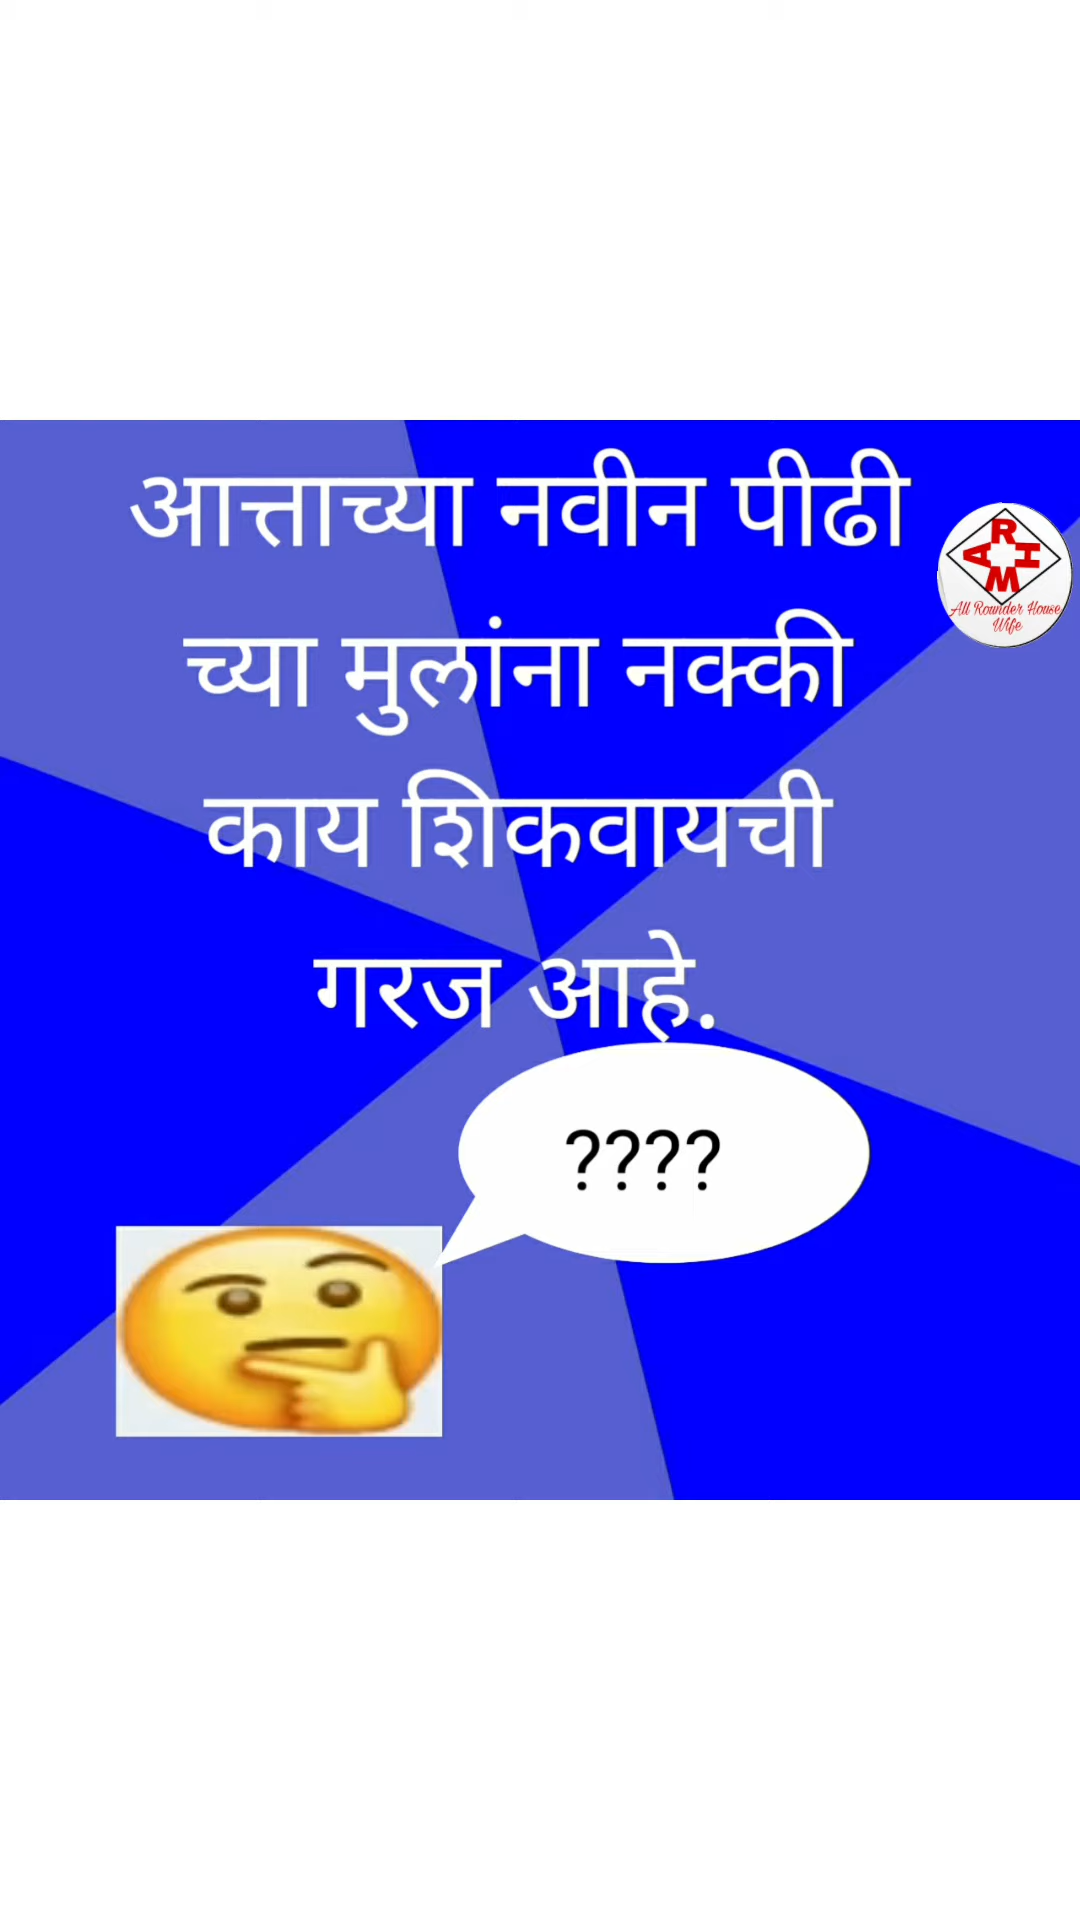 आत्ताच्या नवीन पीढी
च्या मुलांना नक्की
काय शिकवायची
गरज आहे.
????
A R H M
All Rounder House
Wife